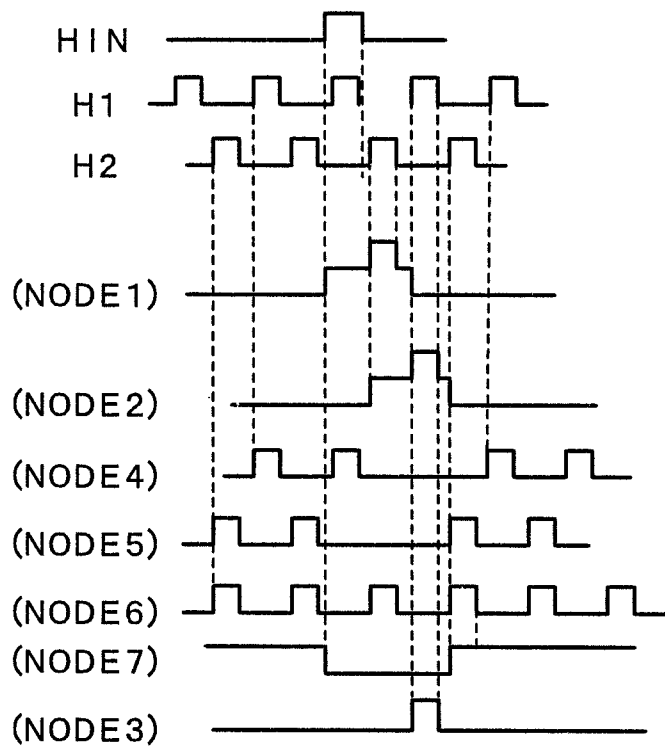 HIN
H1
H2
(NODE1)
(NODE2)
(NODE4)
(NODE5)
(NODE6)
(NODE7)
(NODE3)